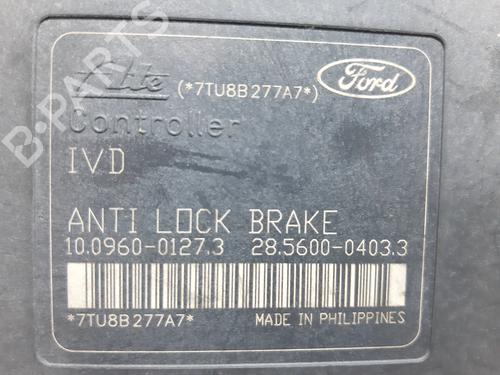 Ate (*7TU8B277A7*) Ford
Controller
IVD
ANTI LOCK BRAKE
10.0960-0127.3 28.5600-0403.3
*7TU8B277A7* MADE IN PHILIPPINES
B-PARTS